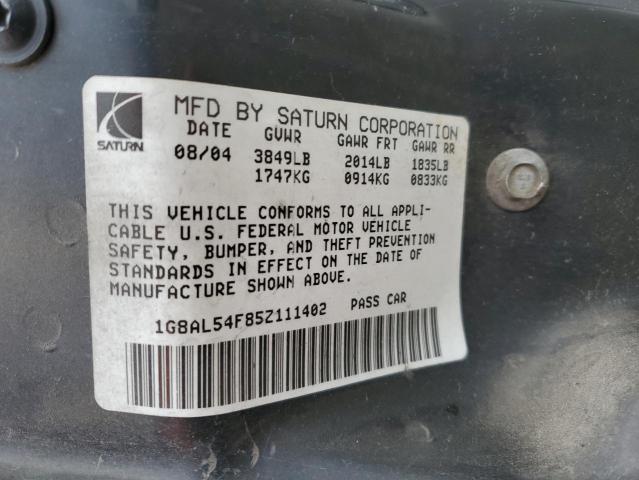 SATURN
MFD BY SATURN CORPORATION
DATE GVWR GAWR FRT GAWR RR
08/04 3849LB 2014LB 1835LB
1747KG 0914KG 0833KG
THIS VEHICLE CONFORMS TO ALL APPLI-
CABLE U.S. FEDERAL MOTOR VEHICLE
SAFETY, BUMPER, AND THEFT PREVENTION
STANDARDS IN EFFECT ON THE DATE OF
MANUFACTURE SHOWN ABOVE.
1G8AL54F85Z111402 PASS CAR